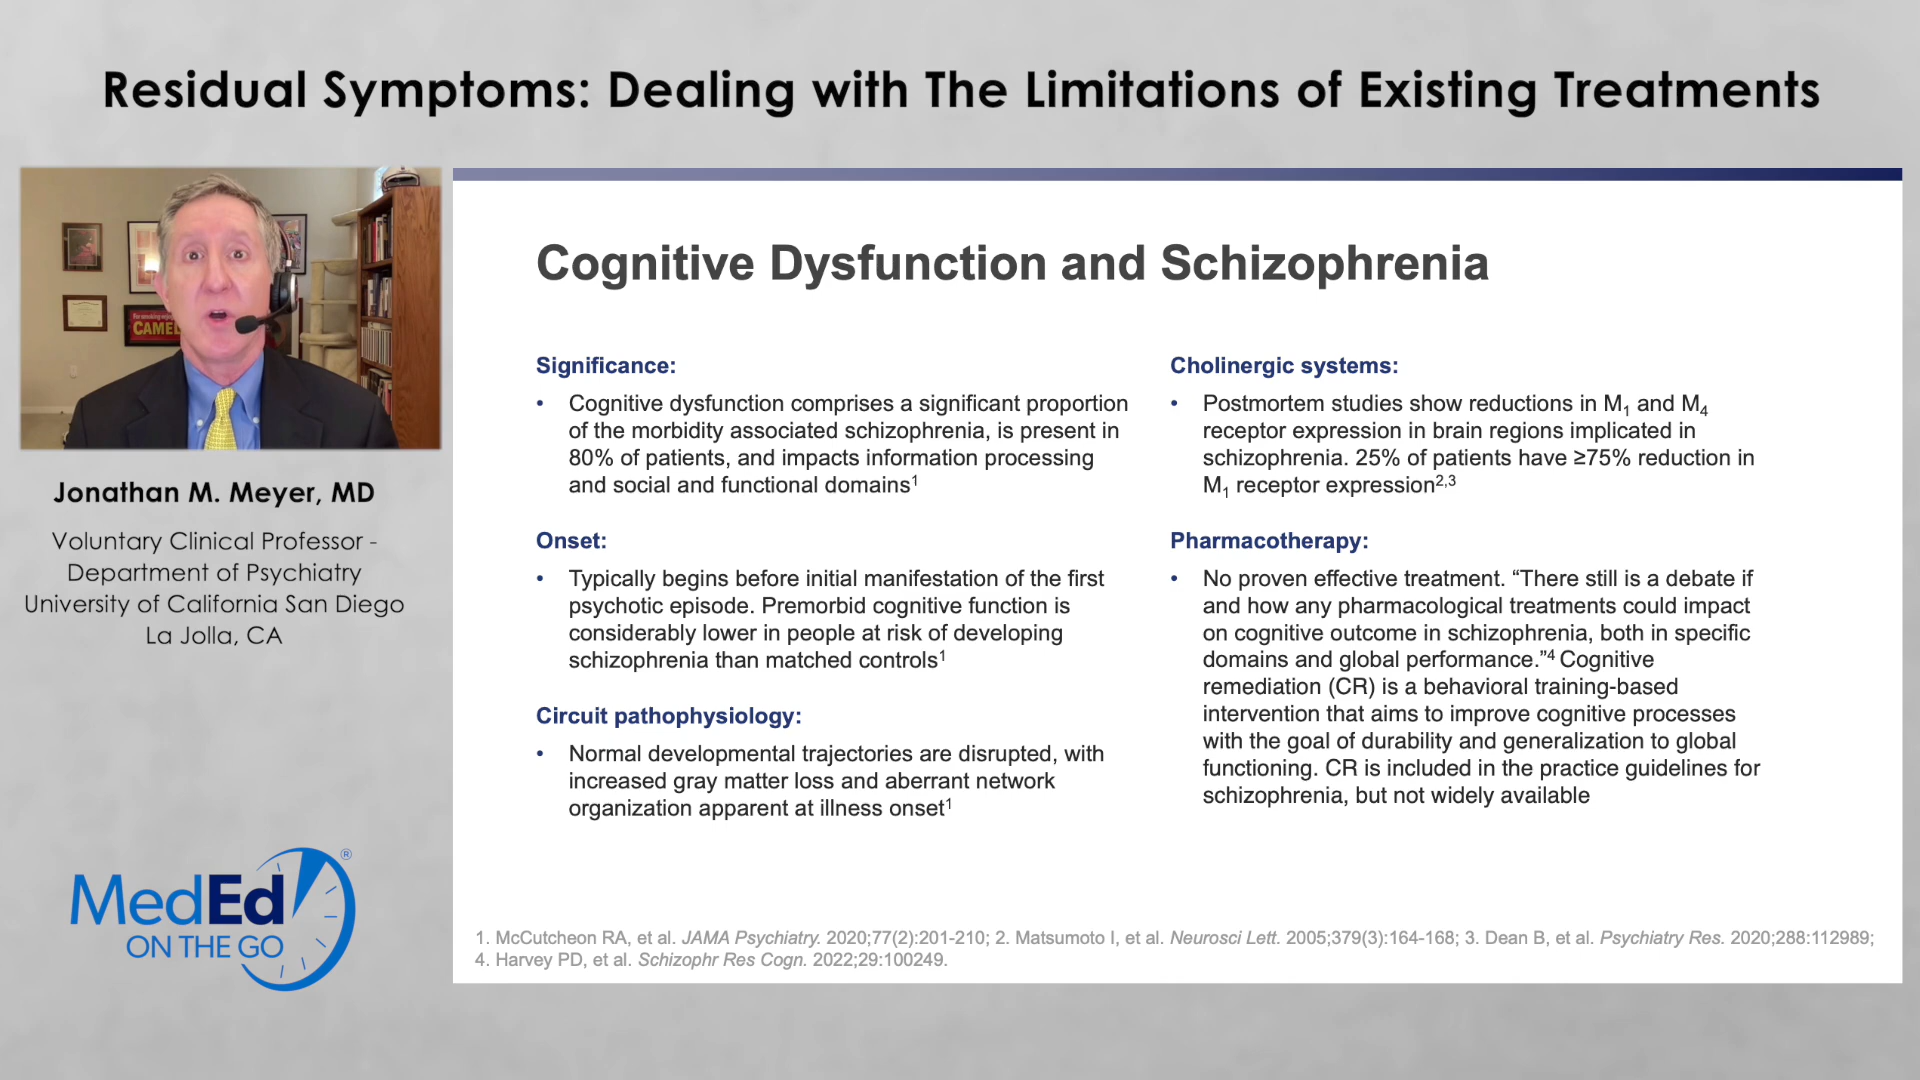 Residual Symptoms: Dealing with The Limitations of Existing Treatments
For smoking enjoyment
CAMEL
Jonathan M. Meyer, MD
Voluntary Clinical Professor -
Department of Psychiatry
University of California San Diego
La Jolla, CA
MedEd®
ON THE GO
Cognitive Dysfunction and Schizophrenia
Significance:
• Cognitive dysfunction comprises a significant proportion
of the morbidity associated schizophrenia, is present in
80% of patients, and impacts information processing
and social and functional domains¹
Onset:
• Typically begins before initial manifestation of the first
psychotic episode. Premorbid cognitive function is
considerably lower in people at risk of developing
schizophrenia than matched controls¹
Circuit pathophysiology:
• Normal developmental trajectories are disrupted, with
increased gray matter loss and aberrant network
organization apparent at illness onset¹
Cholinergic systems:
• Postmortem studies show reductions in M₁ and M₄
receptor expression in brain regions implicated in
schizophrenia. 25% of patients have ≥75% reduction in
M₁ receptor expression²,³
Pharmacotherapy:
• No proven effective treatment. “There still is a debate if
and how any pharmacological treatments could impact
on cognitive outcome in schizophrenia, both in specific
domains and global performance.”⁴ Cognitive
remediation (CR) is a behavioral training-based
intervention that aims to improve cognitive processes
with the goal of durability and generalization to global
functioning. CR is included in the practice guidelines for
schizophrenia, but not widely available
1. McCutcheon RA, et al. JAMA Psychiatry. 2020;77(2):201-210; 2. Matsumoto I, et al. Neurosci Lett. 2005;379(3):164-168; 3. Dean B, et al. Psychiatry Res. 2020;288:112989;
4. Harvey PD, et al. Schizophr Res Cogn. 2022;29:100249.